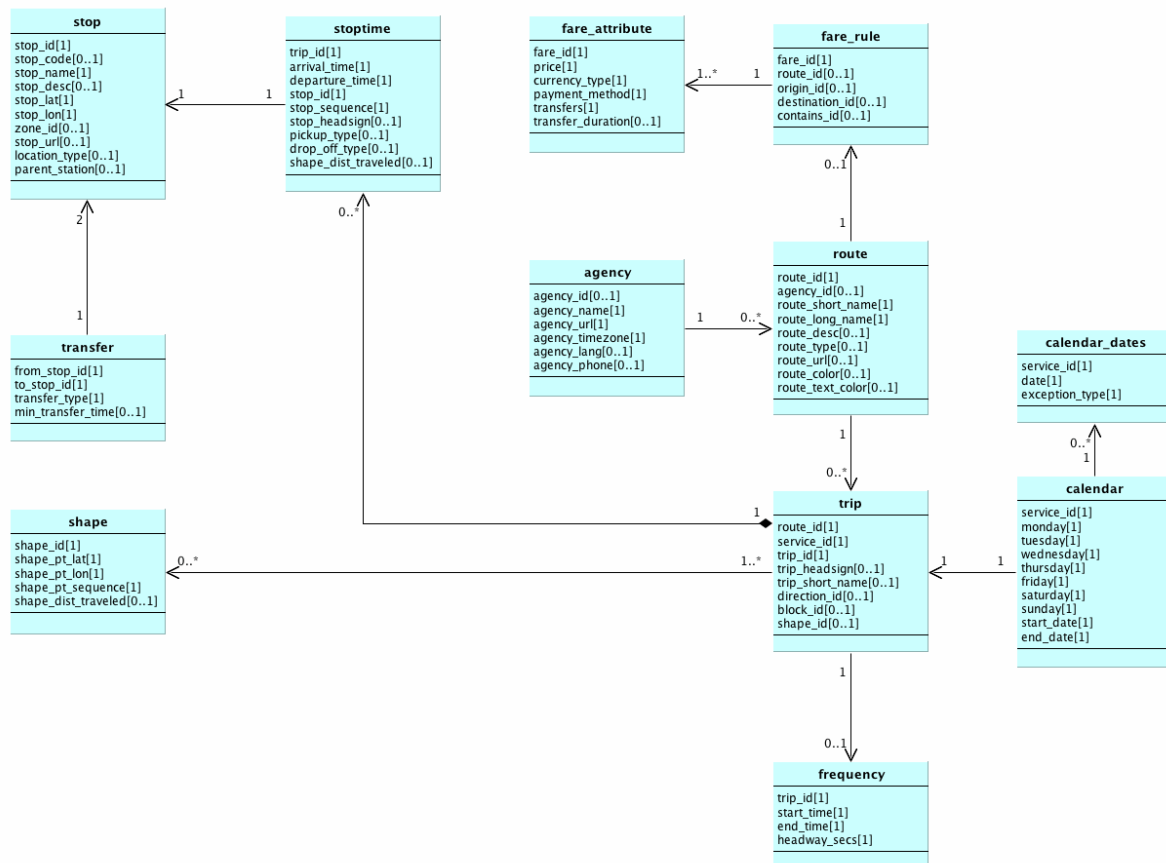 stop
stop_id[1]
stop_code[0..1]
stop_name[1]
stop_desc[0..1]
stop_lat[1]
stop_lon[1]
zone_id[0..1]
stop_url[0..1]
location_type[0..1]
parent_station[0..1]
stoptime
trip_id[1]
arrival_time[1]
departure_time[1]
stop_id[1]
stop_sequence[1]
stop_headsign[0..1]
pickup_type[0..1]
drop_off_type[0..1]
shape_dist_traveled[0..1]
1
1
fare_attribute
fare_id[1]
price[1]
currency_type[1]
payment_method[1]
transfers[1]
transfer_duration[0..1]
fare_rule
fare_id[1]
route_id[0..1]
origin_id[0..1]
destination_id[0..1]
contains_id[0..1]
1..*
1
0..1
1
2
1
0..*
agency
agency_id[0..1]
agency_name[1]
agency_url[1]
agency_timezone[1]
agency_lang[0..1]
agency_phone[0..1]
1
0..*
route
route_id[1]
agency_id[0..1]
route_short_name[1]
route_long_name[1]
route_desc[0..1]
route_type[0..1]
route_url[0..1]
route_color[0..1]
route_text_color[0..1]
transfer
from_stop_id[1]
to_stop_id[1]
transfer_type[1]
min_transfer_time[0..1]
calendar_dates
service_id[1]
date[1]
exception_type[1]
0..*
1
1
0..*
shape
shape_id[1]
shape_pt_lat[1]
shape_pt_lon[1]
shape_pt_sequence[1]
shape_dist_traveled[0..1]
0..*
1
1..*
trip
route_id[1]
service_id[1]
trip_id[1]
trip_headsign[0..1]
trip_short_name[0..1]
direction_id[0..1]
block_id[0..1]
shape_id[0..1]
1
1
calendar
service_id[1]
monday[1]
tuesday[1]
wednesday[1]
thursday[1]
friday[1]
saturday[1]
sunday[1]
start_date[1]
end_date[1]
1
0..1
frequency
trip_id[1]
start_time[1]
end_time[1]
headway_secs[1]